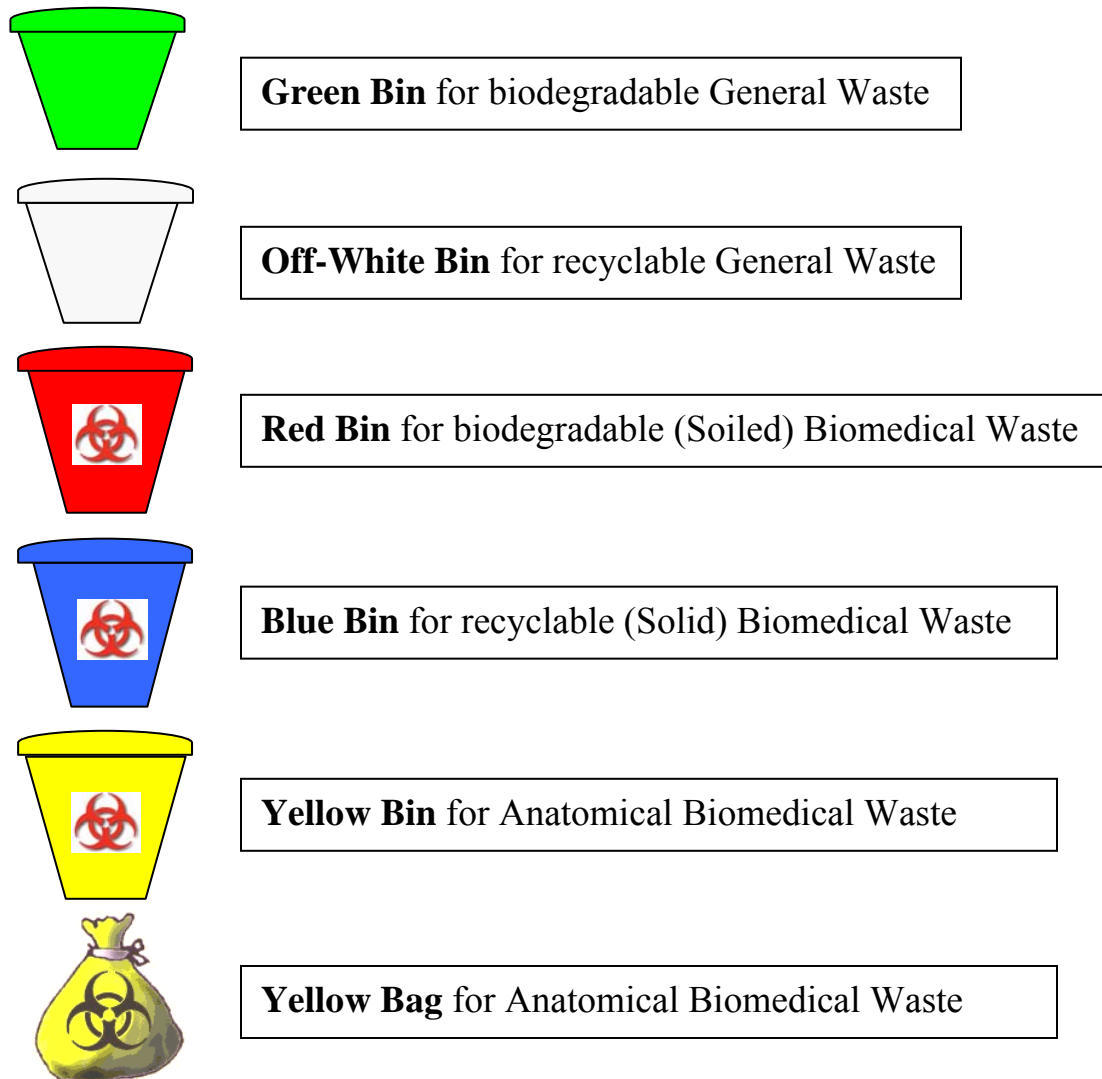 Green Bin for biodegradable General Waste
Off-White Bin for recyclable General Waste
Red Bin for biodegradable (Soiled) Biomedical Waste
Blue Bin for recyclable (Solid) Biomedical Waste
Yellow Bin for Anatomical Biomedical Waste
Yellow Bag for Anatomical Biomedical Waste